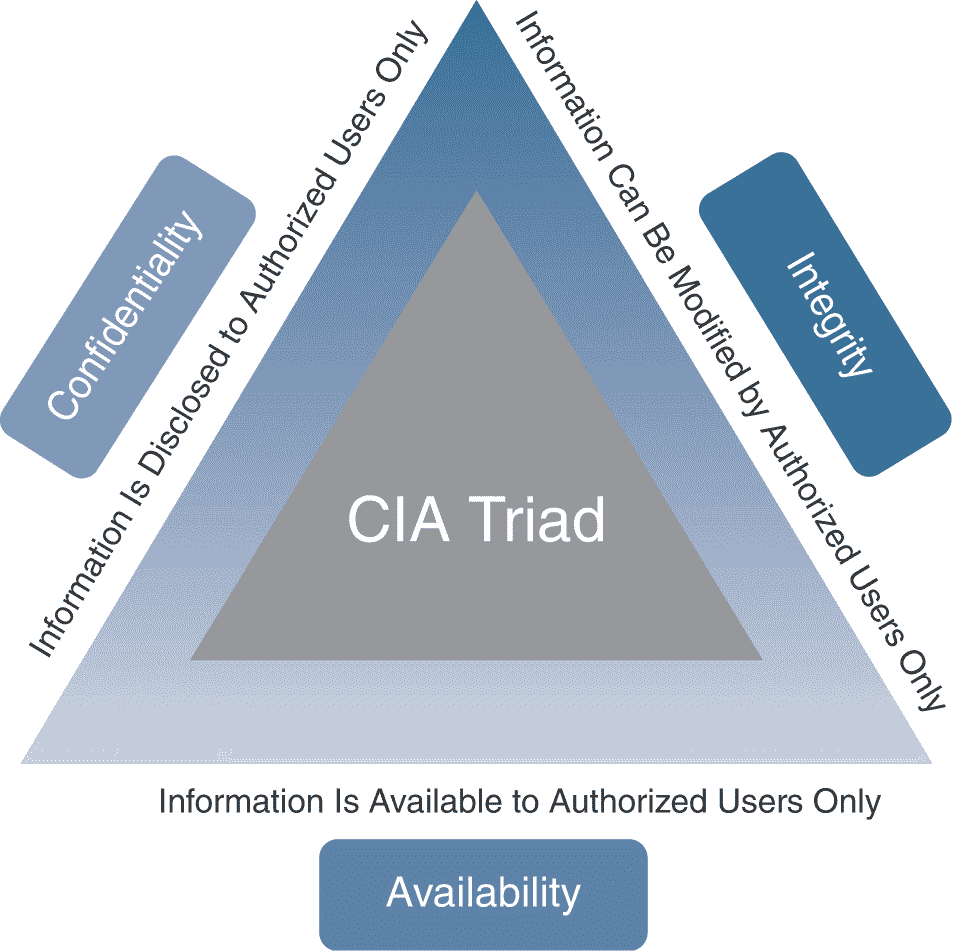 Confidentiality
Information Is Disclosed to Authorized Users Only
Information Can Be Modified by Authorized Users Only
Integrity
CIA Triad
Information Is Available to Authorized Users Only
Availability